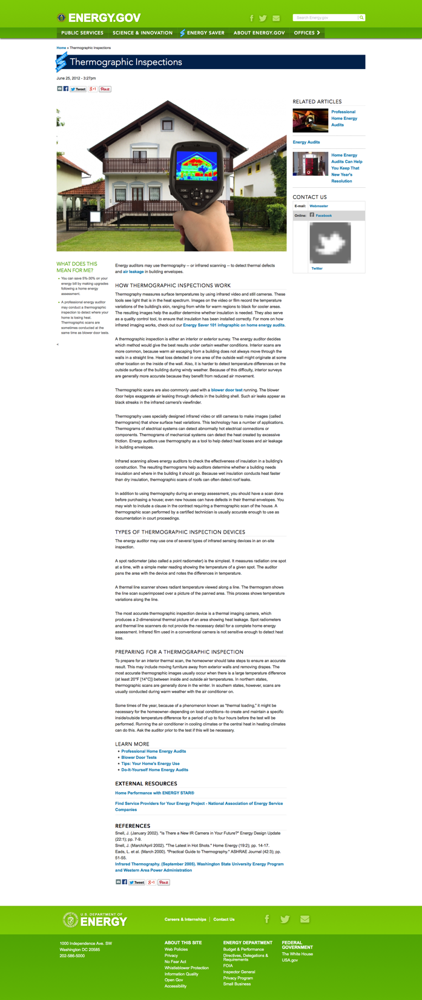 ENERGY.GOV
Search Energy.gov
PUBLIC SERVICES SCIENCE & INNOVATION ENERGY SAVER ABOUT ENERGY.GOV OFFICES
Home » Thermographic Inspections
ENERGY SAVER
Thermographic Inspections
June 25, 2012 - 3:27pm
Tweet g+1 Pin it
WHAT DOES THIS
MEAN FOR ME?
You can save 5%-30% on your
energy bill by making upgrades
following a home energy
assessment.
A professional energy auditor
may conduct a thermographic
inspection to detect where your
home is losing heat.
Thermographic scans are
sometimes conducted at the
same time as blower door tests.
<
Energy auditors may use thermography -- or infrared scanning -- to detect thermal defects
and air leakage in building envelopes.
HOW THERMOGRAPHIC INSPECTIONS WORK
Thermography measures surface temperatures by using infrared video and still cameras. These
tools see light that is in the heat spectrum. Images on the video or film record the temperature
variations of the building's skin, ranging from white for warm regions to black for cooler areas.
The resulting images help the auditor determine whether insulation is needed. They also serve
as a quality control tool, to ensure that insulation has been installed correctly. For more on how
infrared imaging works, check out our Energy Saver 101 infographic on home energy audits.
A thermographic inspection is either an interior or exterior survey. The energy auditor decides
which method would give the best results under certain weather conditions. Interior scans are
more common, because warm air escaping from a building does not always move through the
walls in a straight line. Heat loss detected in one area of the outside wall might originate at some
other location on the inside of the wall. Also, it is harder to detect temperature differences on the
outside surface of the building during windy weather. Because of this difficulty, interior surveys
are generally more accurate because they benefit from reduced air movement.
Thermographic scans are also commonly used with a blower door test running. The blower
door helps exaggerate air leaking through defects in the building shell. Such air leaks appear as
black streaks in the infrared camera's viewfinder.
Thermography uses specially designed infrared video or still cameras to make images (called
thermograms) that show surface heat variations. This technology has a number of applications.
Thermograms of electrical systems can detect abnormally hot electrical connections or
components. Thermograms of mechanical systems can detect the heat created by excessive
friction. Energy auditors use thermography as a tool to help detect heat losses and air leakage
in building envelopes.
Infrared scanning allows energy auditors to check the effectiveness of insulation in a building's
construction. The resulting thermograms help auditors determine whether a building needs
insulation and where in the building it should go. Because wet insulation conducts heat faster
than dry insulation, thermographic scans of roofs can often detect roof leaks.
In addition to using thermography during an energy assessment, you should have a scan done
before purchasing a house; even new houses can have defects in their thermal envelopes. You
may wish to include a clause in the contract requiring a thermographic scan of the house. A
thermographic scan performed by a certified technician is usually accurate enough to use as
documentation in court proceedings.
TYPES OF THERMOGRAPHIC INSPECTION DEVICES
The energy auditor may use one of several types of infrared sensing devices in an on-site
inspection.
A spot radiometer (also called a point radiometer) is the simplest. It measures radiation one spot
at a time, with a simple meter reading showing the temperature of a given spot. The auditor
pans the area with the device and notes the differences in temperature.
A thermal line scanner shows radiant temperature viewed along a line. The thermogram shows
the line scan superimposed over a picture of the panned area. This process shows temperature
variations along the line.
The most accurate thermographic inspection device is a thermal imaging camera, which
produces a 2-dimensional thermal picture of an area showing heat leakage. Spot radiometers
and thermal line scanners do not provide the necessary detail for a complete home energy
assessment. Infrared film used in a conventional camera is not sensitive enough to detect heat
loss.
PREPARING FOR A THERMOGRAPHIC INSPECTION
To prepare for an interior thermal scan, the homeowner should take steps to ensure an accurate
result. This may include moving furniture away from exterior walls and removing drapes. The
most accurate thermographic images usually occur when there is a large temperature difference
(at least 20°F [14°C]) between inside and outside air temperatures. In northern states,
thermographic scans are generally done in the winter. In southern states, however, scans are
usually conducted during warm weather with the air conditioner on.
Some times of the year, because of a phenomenon known as "thermal loading," it might be
necessary for the homeowner--depending on local conditions--to create and maintain a specific
inside/outside temperature difference for a period of up to four hours before the test will be
performed. Running the air conditioner in cooling climates or the central heat in heating climates
can do this. Ask the auditor prior to the test if this will be necessary.
LEARN MORE
Professional Home Energy Audits
Blower Door Tests
Tips: Your Home's Energy Use
Do-It-Yourself Home Energy Audits
EXTERNAL RESOURCES
Home Performance with ENERGY STAR®
Find Service Providers for Your Energy Project - National Association of Energy Service
Companies
REFERENCES
Snell, J. (January 2002). "Is There a New IR Camera in Your Future?" Energy Design Update
(22:1); pp. 7-9.
Snell, J. (March/April 2002). "The Latest in Hot Shots." Home Energy (19:2); pp. 14-17.
Eads, L. et al. (March 2000). "Practical Guide to Thermography." ASHRAE Journal (42:3); pp.
51-55.
Infrared Thermography. (September 2005). Washington State University Energy Program
and Western Area Power Administration
Tweet g+1 Pin it
RELATED ARTICLES
Professional
Home Energy
Audits
Energy Audits
Home Energy
Audits Can Help
You Keep That
New Year's
Resolution
CONTACT US
E-mail: Webmaster
Online: Facebook
Twitter
U.S. DEPARTMENT OF
ENERGY
Careers & Internships | Contact Us
1000 Independence Ave. SW
Washington DC 20585
202-586-5000
ABOUT THIS SITE
Web Policies
Privacy
No Fear Act
Whistleblower Protection
Information Quality
Open Gov
Accessibility
ENERGY DEPARTMENT
Budget & Performance
Directives, Delegations &
Requirements
FOIA
Inspector General
Privacy Program
Small Business
FEDERAL
GOVERNMENT
The White House
USA.gov